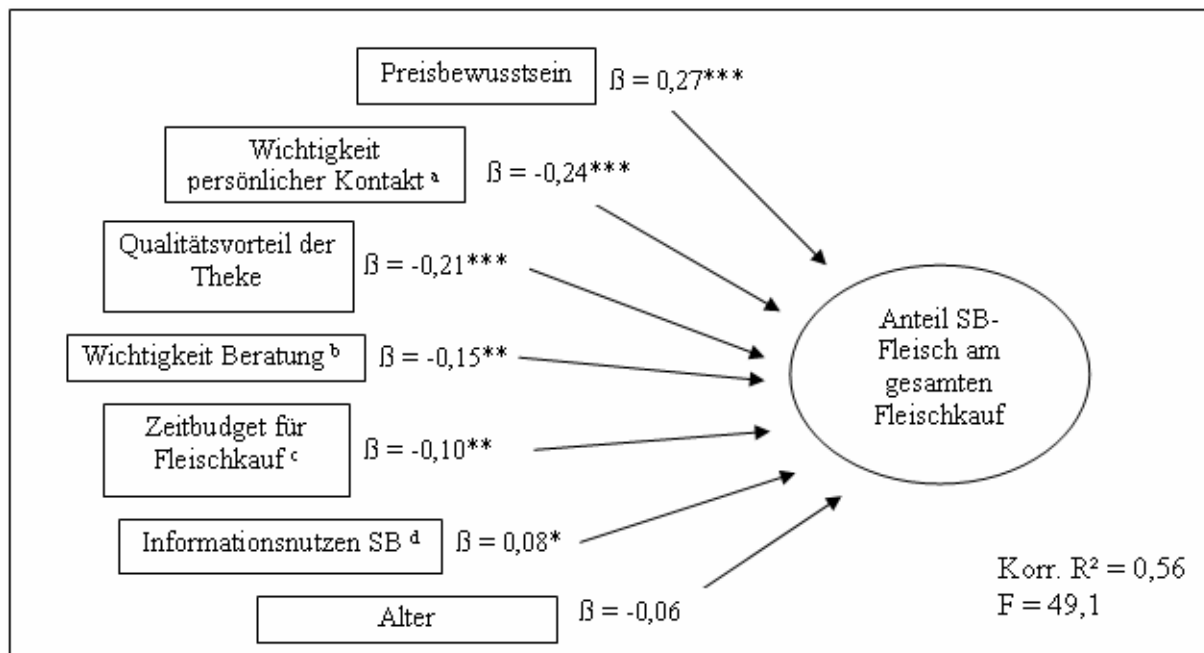 Preisbewusstsein
ß = 0,27***
Wichtigkeit
persönlicher Kontakt ᵃ
ß = -0,24***
Qualitätsvorteil der
Theke
ß = -0,21***
Wichtigkeit Beratung ᵇ
ß = -0,15**
Zeitbudget für
Fleischkauf ᶜ
ß = -0,10**
Informationsnutzen SB ᵈ
ß = 0,08*
Alter
ß = -0,06
Anteil SB-
Fleisch am
gesamten
Fleischkauf
Korr. R² = 0,56
F = 49,1